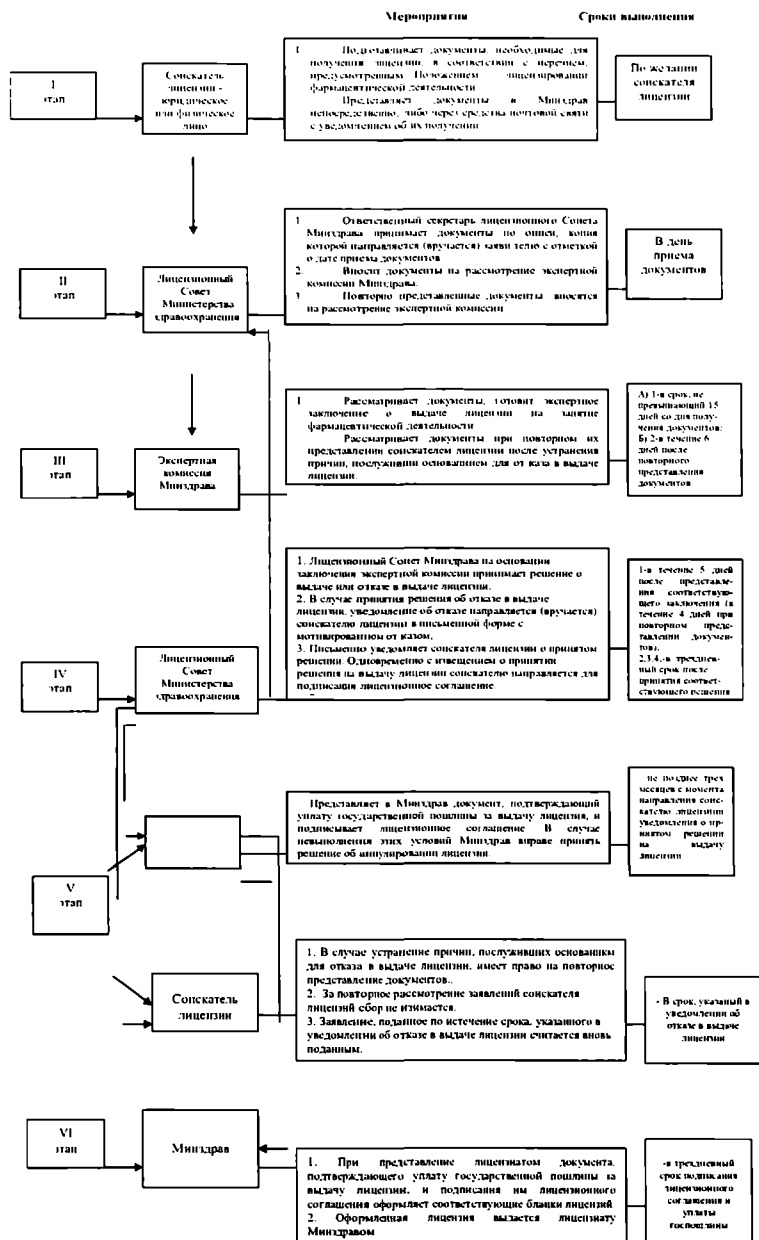 Мероприятия
Сроки выполнения
I
этап
Соискатель
лицензии -
юридическое
или физическое
лицо
1 Подготавливает документы, необходимые для
получения лицензии, в соответствии с перечнем,
предусмотренным Положением лицензировании
фармацевтической деятельности
Представляет документы в Минздрав
непосредственно, либо через средства почтовой связи
с уведомлением об их получении
По желании
соискателя
лицензии
II
этап
Лицензионный
Совет
Министерства
здравоохранения
1 Ответственный секретарь лицензионного Совета
Минздрава принимает документы по описи, копия
которой направляется (вручается) заявителю с отметкой
о дате приема документов
2. Вносит документы на рассмотрение экспертной
комиссии Минздрава.
3 Повторно представленные документы вносятся
на рассмотрение экспертной комиссии
В день
приема
документов
III
этап
Экспертная
комиссия
Минздрава
1 Рассматривает документы, готовит экспертное
заключение о выдаче лицензии на занятие
фармацевтической деятельности
Рассматривает документы при повторном их
представлении соискателем лицензии после устранения
причин, послуживший основанием для от каза в выдаче
лицензии.
А) 1-в срок, не
превышающий 15
дней со дня полу-
чения документов;
Б) 2-в течение 6
дней после
повторного
представления
документов
IV
этап
Лицензионный
Совет
Министерства
здравоохранения
1. Лицензионный Совет Минздрава на основании
заключения экспертной комиссии принимает решение о
выдаче или отказе в выдаче лицензии.
2. В случае принятия решения об отказе в выдаче
лицензии, уведомление об отказе направляется (вручается)
соискателю лицензии в письменной форме с
мотивированном от казом.
3. Письменно уведомляет соискателя лицензии о принятом
решении. Одновременно с извещением о принятии
решения на выдачу лицензии соискателю направляется для
подписания лицензионное соглашение.
1-в течение 5 дней
после представле-
ния соответствую-
щего заключения (в
течение 4 дней при
повторном предс-
тавлении докумен-
тов).
2,3,4.-в трехднев-
ный срок после
принятия соответ-
ствующего решения
V
этап
Представляет в Минздрав документ, подтверждающий
уплату государственной пошлины за выдачу лицензия, и
подписывает лицензионное соглашение В случае
невыполнения этих условий Минздрав вправе принять
решение об аннулировании лицензии.
не позднее трех
месяцев с момента
направления соис-
кателю лицензии
уведомления о при-
нятом решении
на выдачу
лицензии
Соискатель
лицензии
1. В случае устранение причин, послуживших основанием
для отказа в выдаче лицензии, имеет право на повторное
представление документов..
2. За повторное рассмотрение заявлений соискателя
лицензий сбор не взимается.
3. Заявление, поданное по истечение срока, указанного в
уведомлении об отказе в выдаче лицензии считается вновь
поданным.
- В срок, указаный в
уведомлении об
отказе в выдаче
лицензии
VI
этап
Минздрав
1. При представление лицензиатом документа,
подтверждающего уплату государственной пошлины за
выдачу лицензии, и подписания им лицензионного
соглашения оформляет соответствующие бланки лицензий
2. Оформленная лицензия выдается лицензиату
Минздравом
-в трехдневный
срок подписания
лицензионного
соглашения и
уплаты
госпошлины